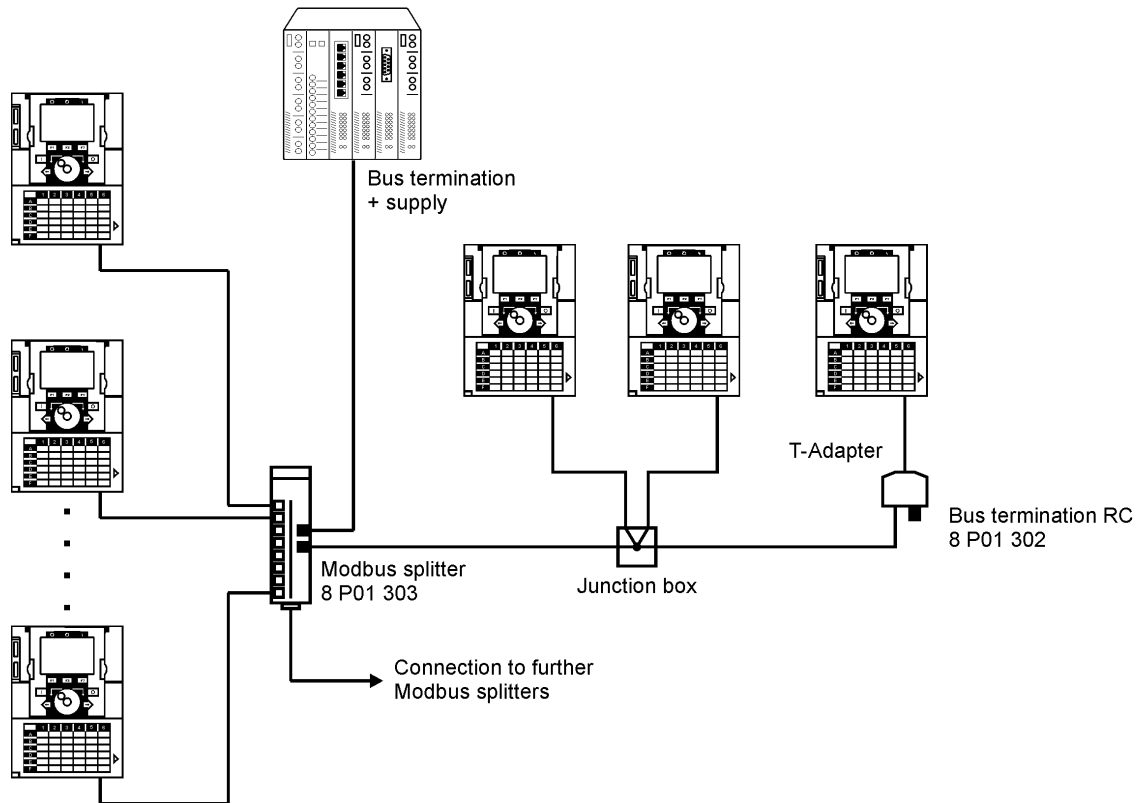 Bus termination
+ supply
T-Adapter
Bus termination RC
8 P01 302
Modbus splitter
8 P01 303
Junction box
Connection to further
Modbus splitters